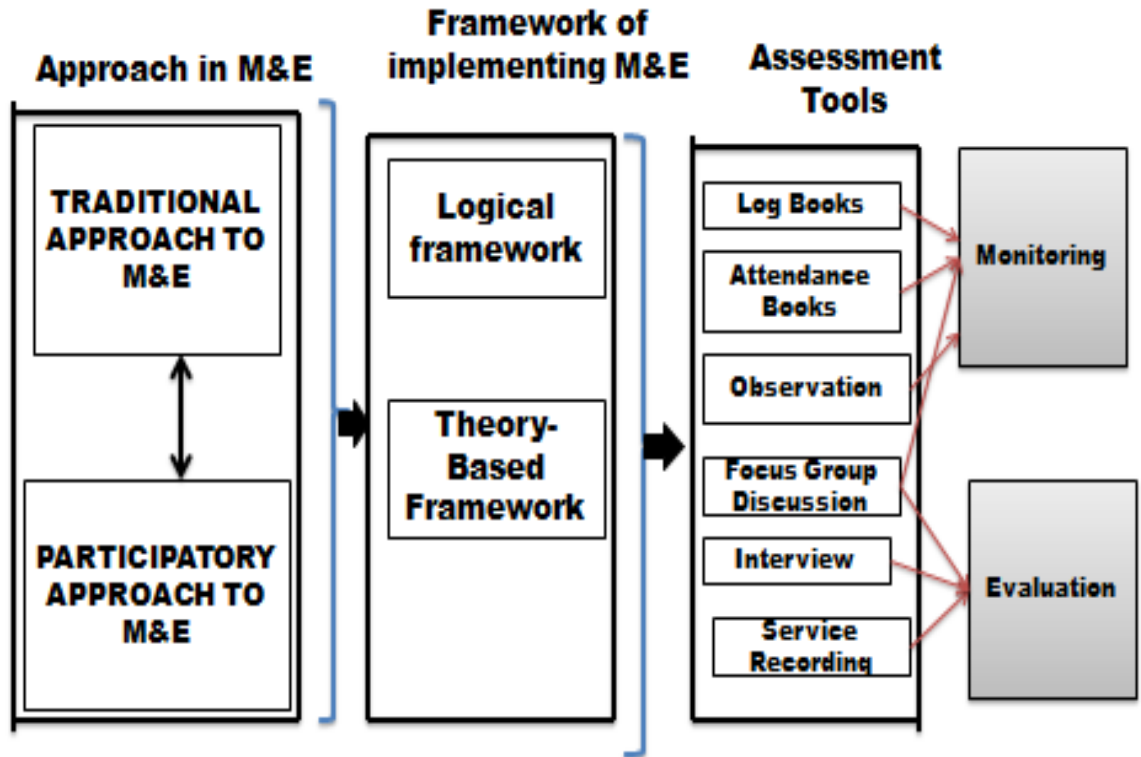 Approach in M&E
TRADITIONAL
APPROACH TO
M&E
PARTICIPATORY
APPROACH TO
M&E
Framework of
implementing M&E
Logical
framework
Theory-
Based
Framework
Assessment
Tools
Log Books
Attendance
Books
Observation
Focus Group
Discussion
Interview
Service
Recording
Monitoring
Evaluation